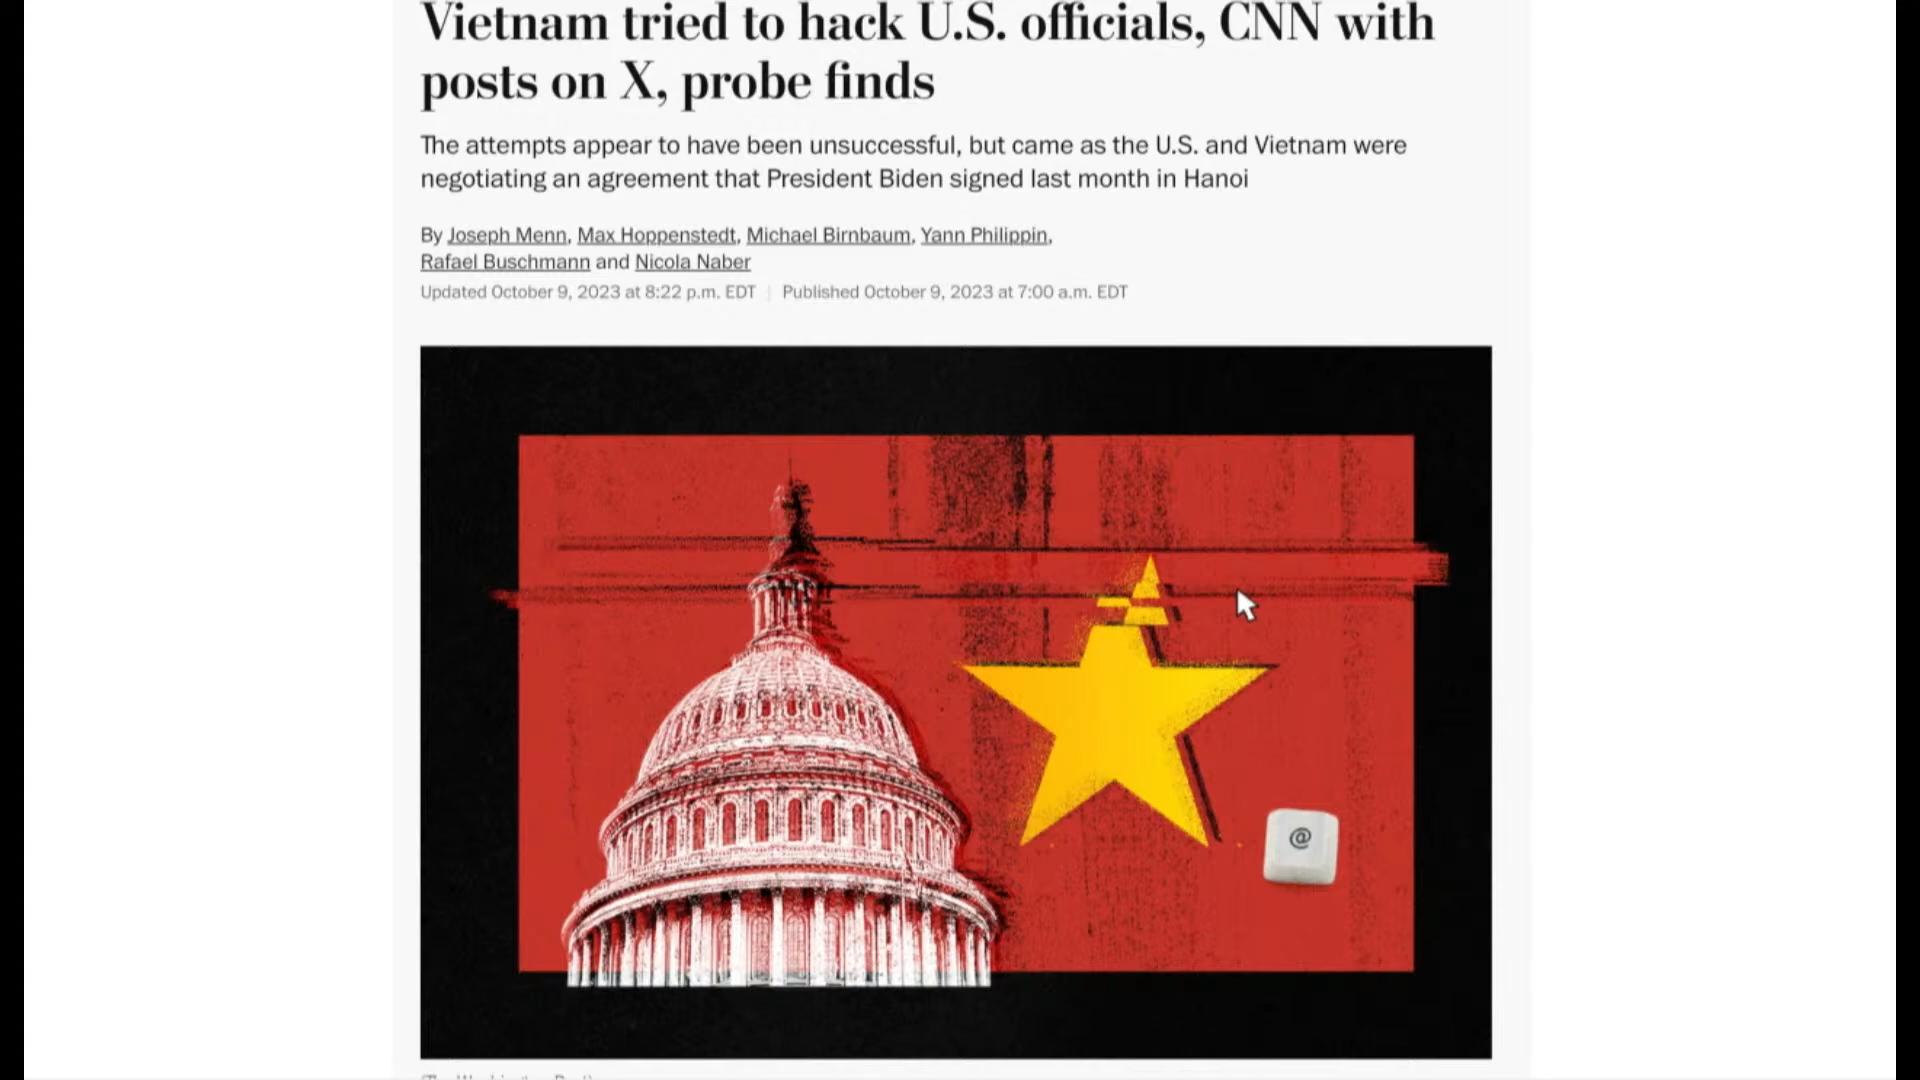 Vietnam tried to hack U.S. officials, CNN with
posts on X, probe finds
The attempts appear to have been unsuccessful, but came as the U.S. and Vietnam were
negotiating an agreement that President Biden signed last month in Hanoi
By Joseph Menn, Max Hoppenstedt, Michael Birnbaum, Yann Philippin,
Rafael Buschmann and Nicola Naber
Updated October 9, 2023 at 8:22 p.m. EDT | Published October 9, 2023 at 7:00 a.m. EDT
@